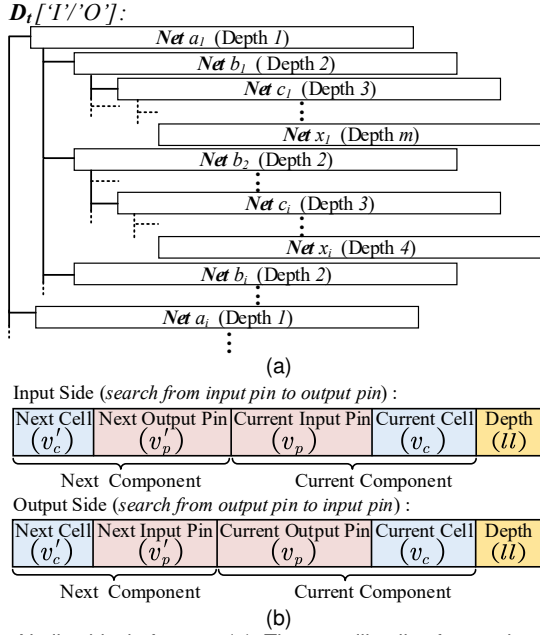 D_t['I'/'O']:
Net a_1 (Depth 1)
Net b_1 (Depth 2)
Net c_1 (Depth 3)
Net x_1 (Depth m)
Net b_2 (Depth 2)
Net c_i (Depth 3)
Net x_i (Depth 4)
Net b_i (Depth 2)
Net a_i (Depth 1)
(a)
Input Side (search from input pin to output pin) :
Next Cell Next Output Pin Current Input Pin Current Cell Depth
(v'_c) (v'_p) (v_p) (v_c) (ll)
Next Component Current Component
Output Side (search from output pin to input pin) :
Next Cell Next Input Pin Current Output Pin Current Cell Depth
(v'_c) (v'_p) (v_p) (v_c) (ll)
Next Component Current Component
(b)